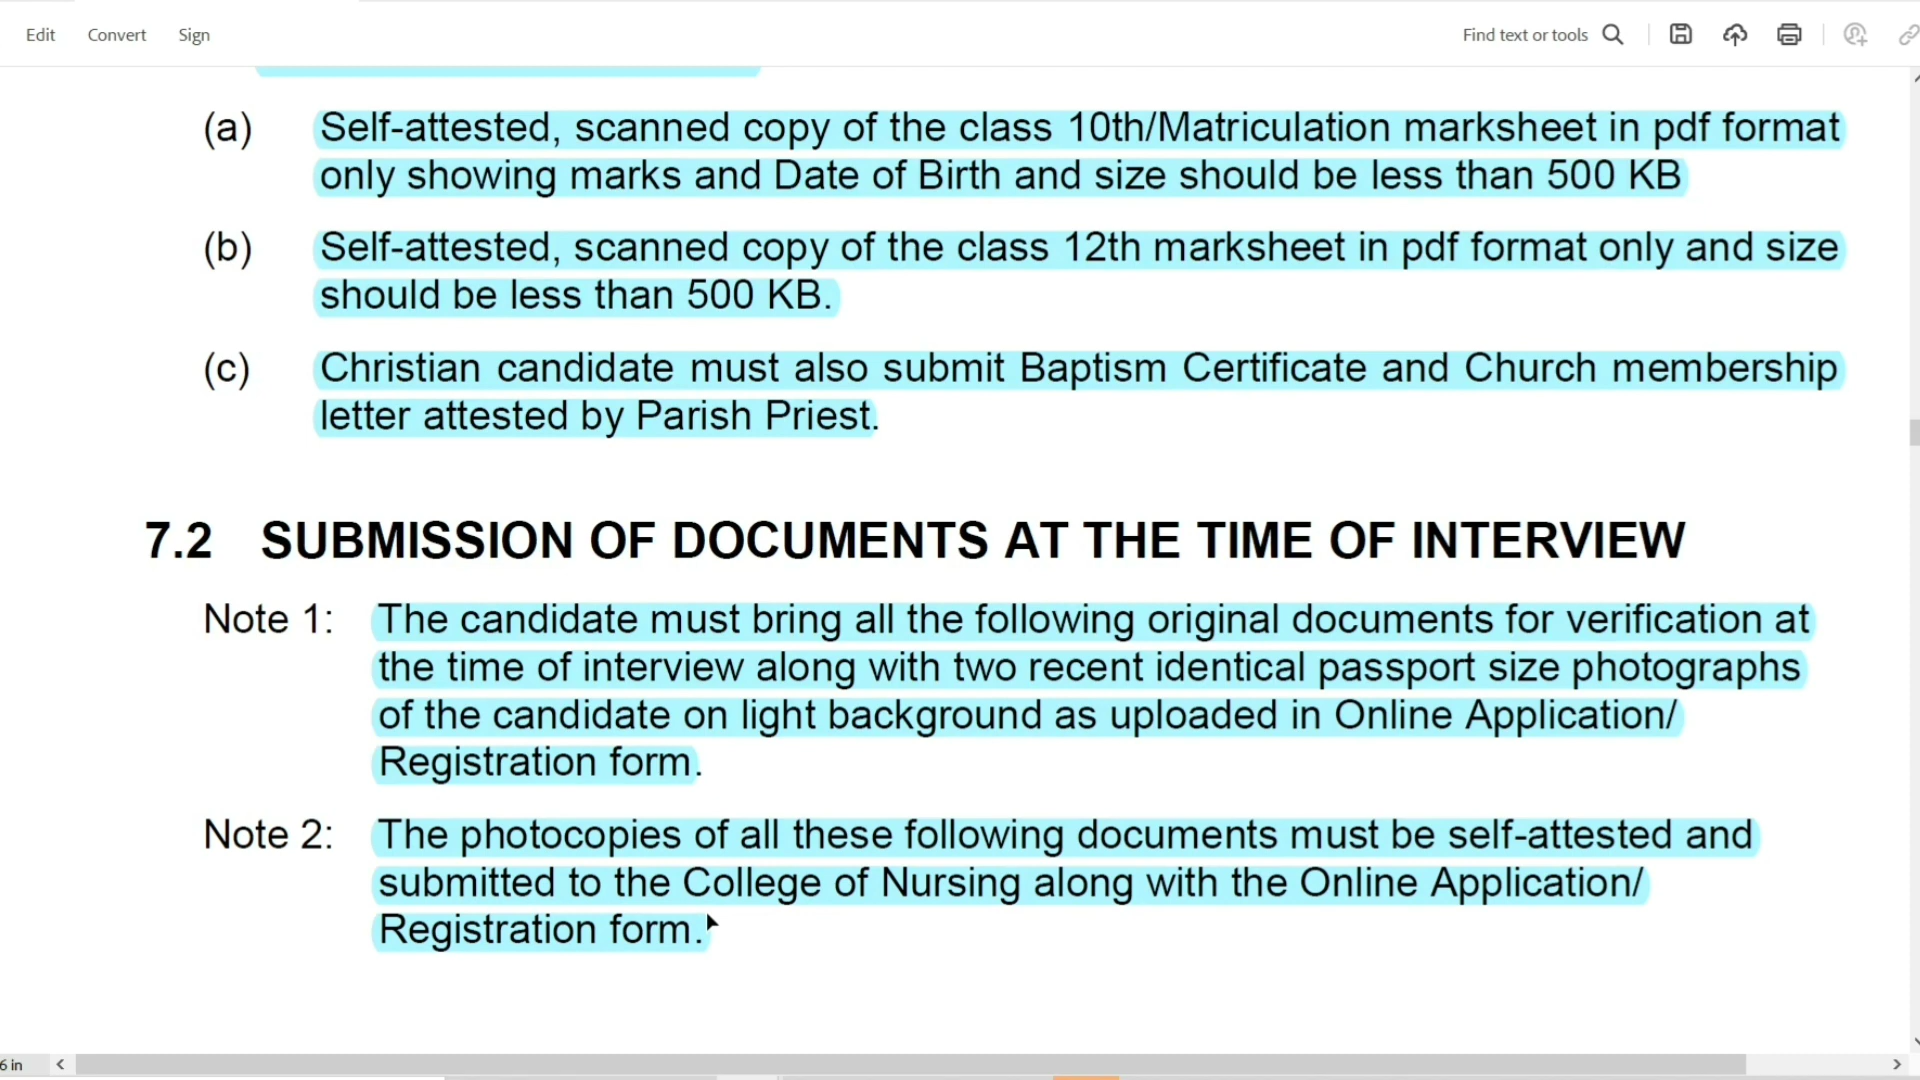 Edit Convert Sign Find text or tools
(a) Self-attested, scanned copy of the class 10th/Matriculation marksheet in pdf format
only showing marks and Date of Birth and size should be less than 500 KB
(b) Self-attested, scanned copy of the class 12th marksheet in pdf format only and size
should be less than 500 KB.
(c) Christian candidate must also submit Baptism Certificate and Church membership
letter attested by Parish Priest.
7.2 SUBMISSION OF DOCUMENTS AT THE TIME OF INTERVIEW
Note 1: The candidate must bring all the following original documents for verification at
the time of interview along with two recent identical passport size photographs
of the candidate on light background as uploaded in Online Application/
Registration form.
Note 2: The photocopies of all these following documents must be self-attested and
submitted to the College of Nursing along with the Online Application/
Registration form.
6 in